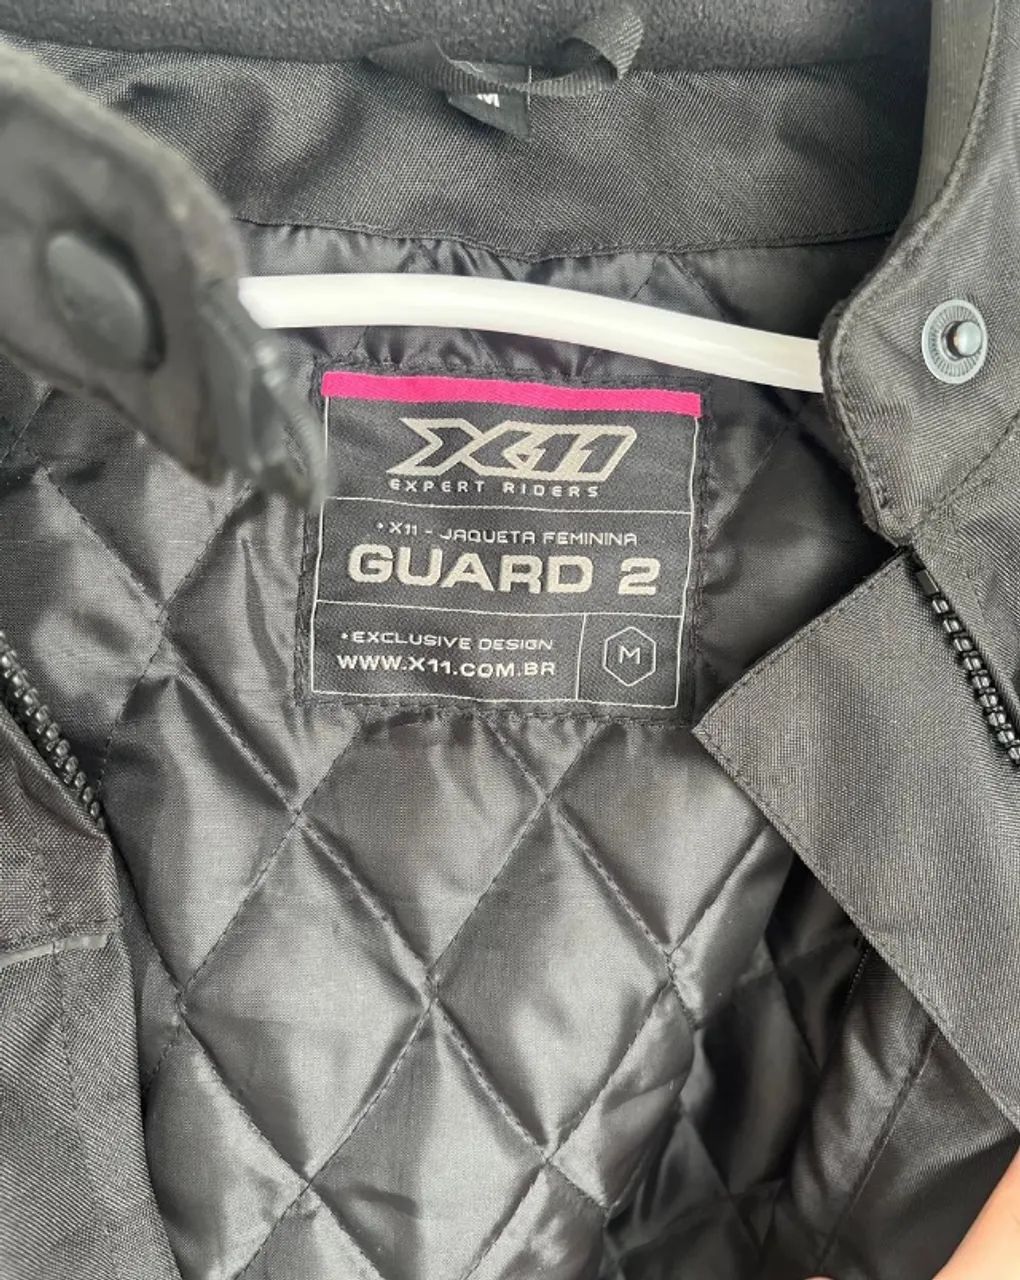 M
X11
EXPERT RIDERS
• X11 - JAQUETA FEMININA
GUARD 2
• EXCLUSIVE DESIGN
WWW.X11.COM.BR
M